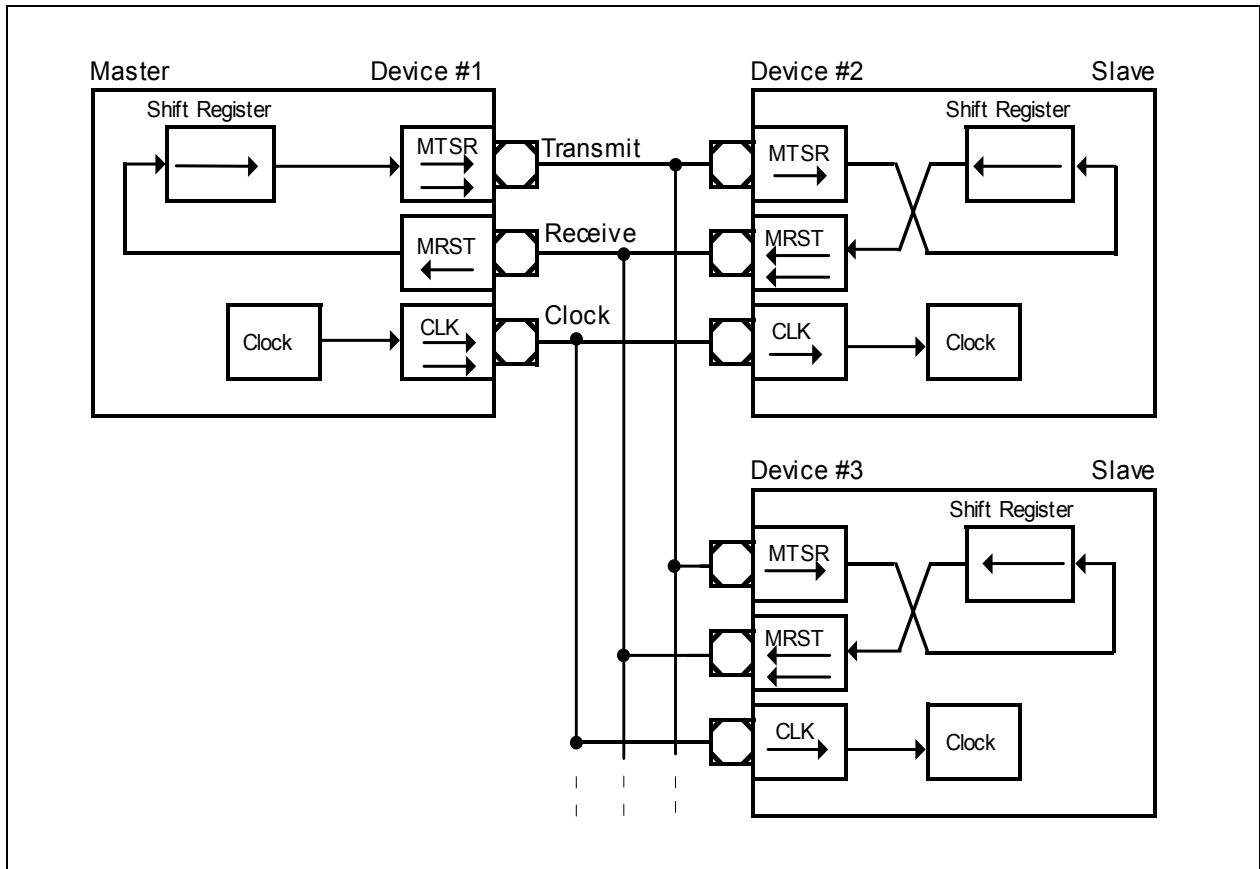 Master Device #1
Shift Register
MTSR
MRST
Clock
CLK
Transmit
Receive
Clock
Device #2 Slave
MTSR
Shift Register
MRST
CLK
Clock
Device #3 Slave
Shift Register
MTSR
MRST
CLK
Clock